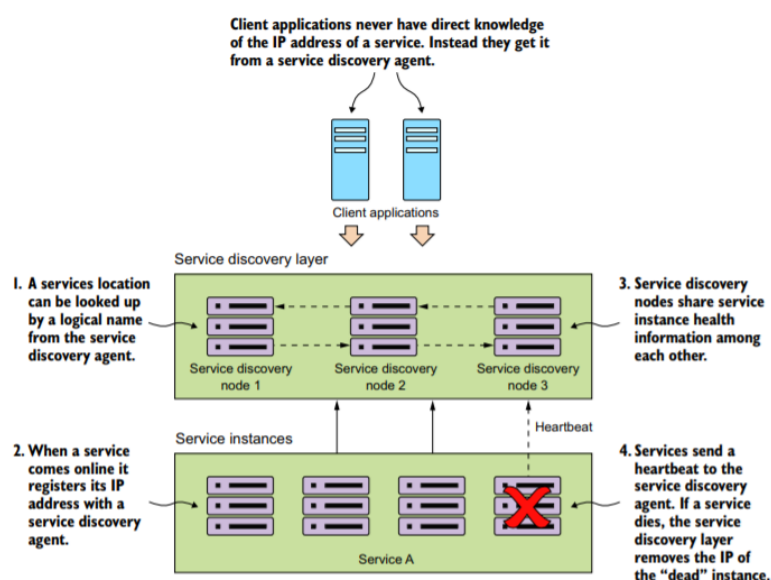 Client applications never have direct knowledge
of the IP address of a service. Instead they get it
from a service discovery agent.
Client applications
Service discovery layer
1. A services location
can be looked up
by a logical name
from the service
discovery agent.
Service discovery
node 1
Service discovery
node 2
Service discovery
node 3
3. Service discovery
nodes share service
instance health
information among
each other.
Heartbeat
Service instances
2. When a service
comes online it
registers its IP
address with a
service discovery
agent.
Service A
4. Services send a
heartbeat to the
service discovery
agent. If a service
dies, the service
discovery layer
removes the IP of
the “dead” instance.